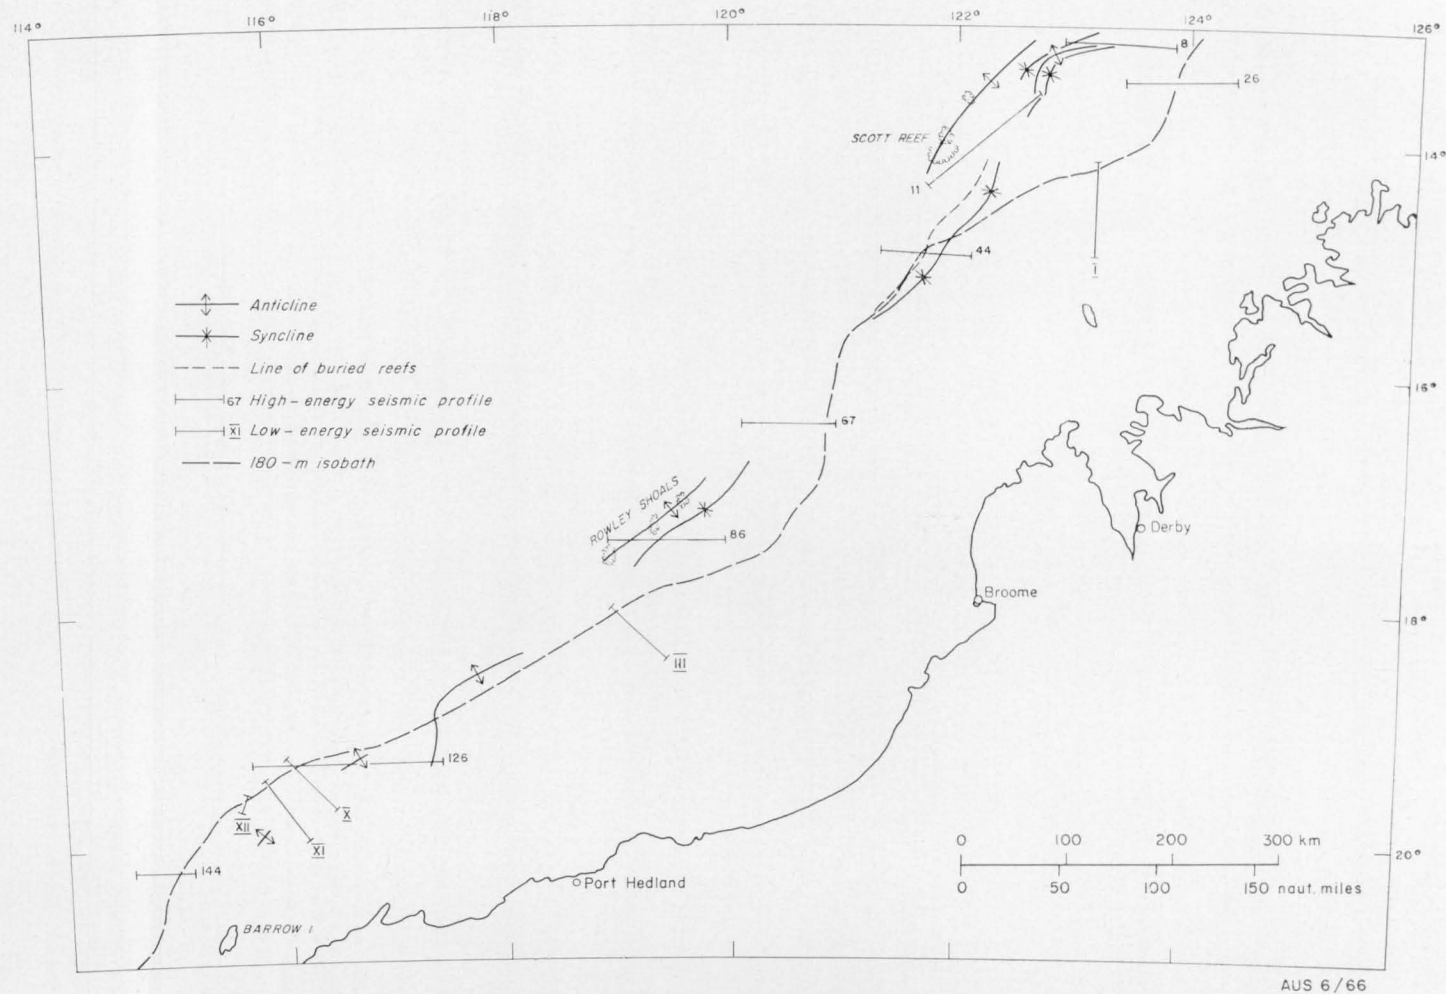 114° 116° 118° 120° 122° 124° 126°
8
26
SCOTT REEF
14°
11
44
I
Anticline
Syncline
Line of buried reefs
67 High-energy seismic profile
XI Low-energy seismic profile
180-m isobath
16°
67
ROWLEY SHOALS
86
Derby
Broome
18°
III
126
X
XII
XI
0 100 200 300 km
20°
144
Port Hedland
0 50 100 150 naut. miles
BARROW I
AUS 6/66